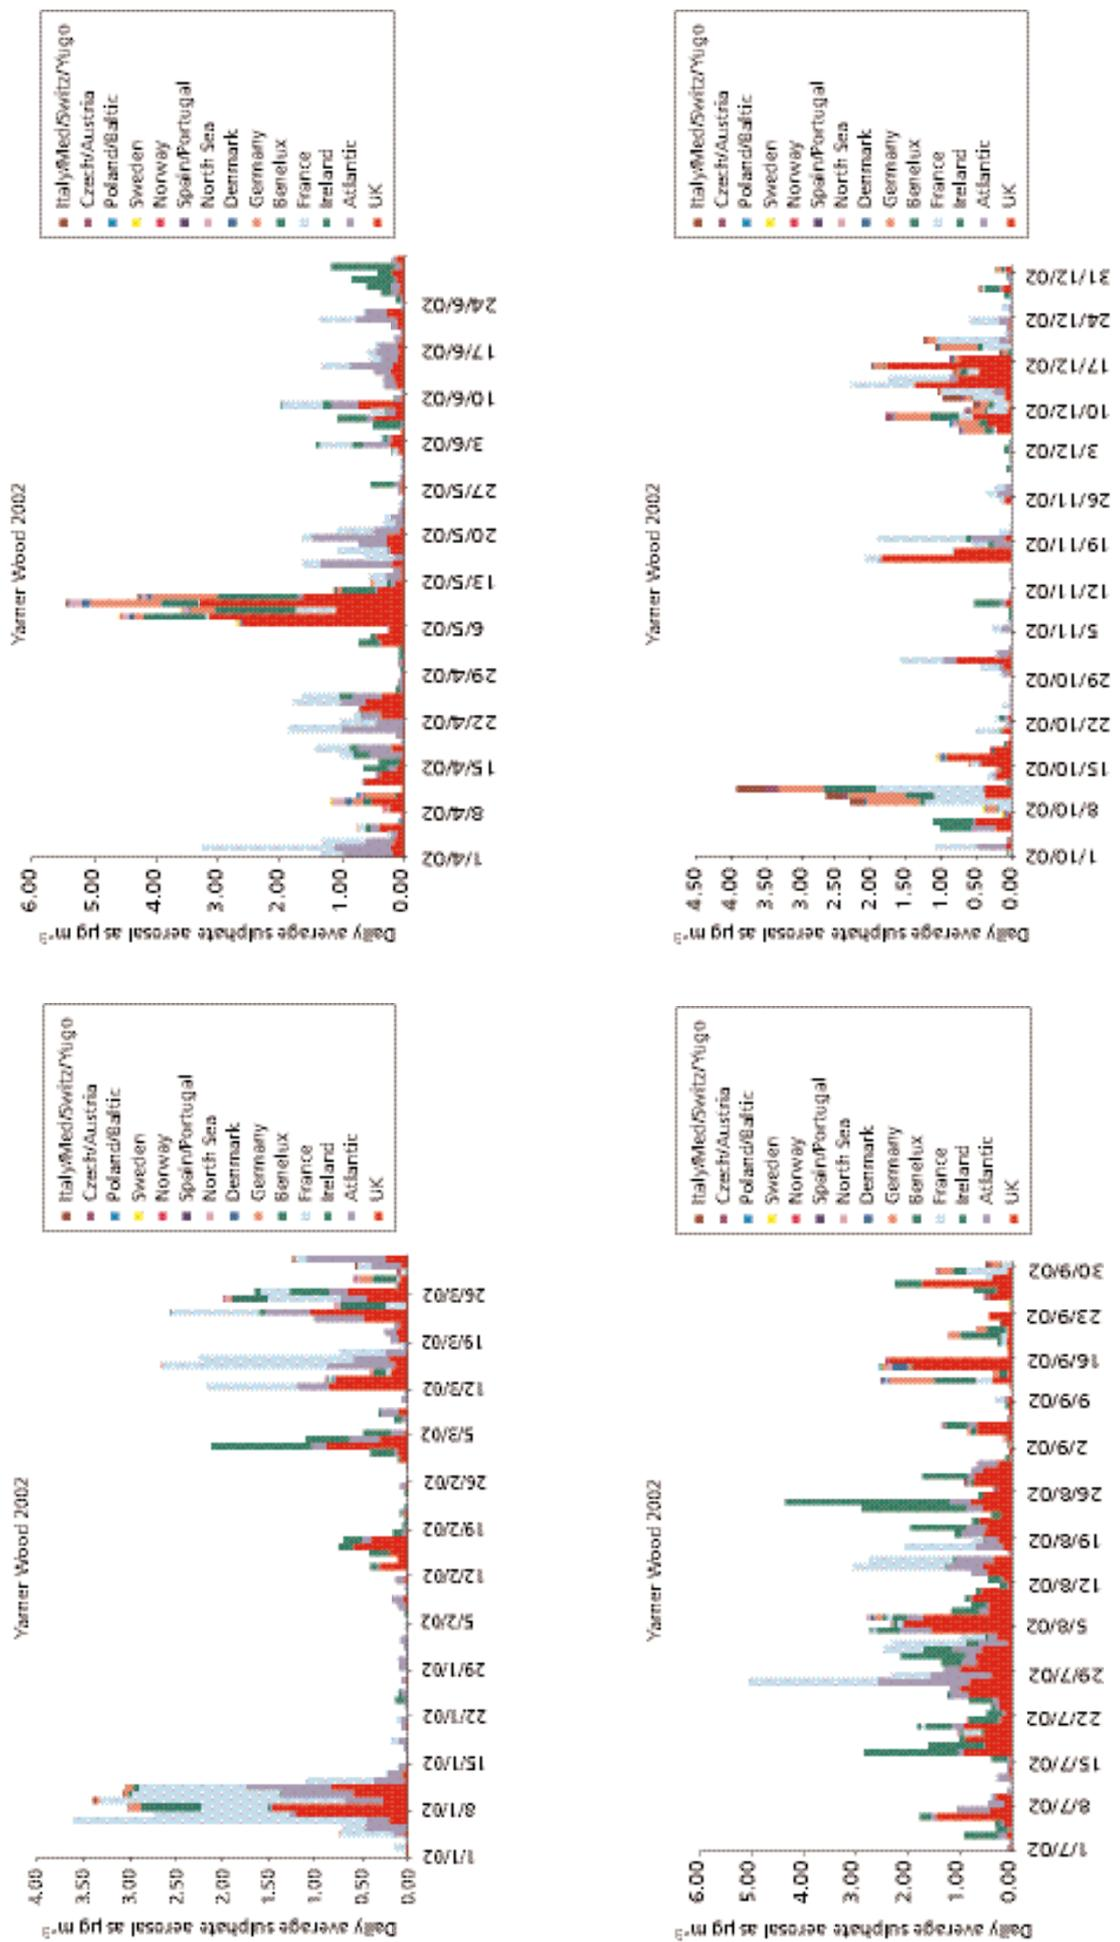 Yarner Wood 2002
Daily average sulphate aerosal as µg m⁻³
4.00
3.50
3.00
2.50
2.00
1.50
1.00
0.50
0.00
1/1/02
8/1/02
15/1/02
22/1/02
29/1/02
5/2/02
12/2/02
19/2/02
26/2/02
5/3/02
12/3/02
19/3/02
26/3/02
Italy/Med/Switz/Yugo
Czech/Austria
Poland/Baltic
Sweden
Norway
Spain/Portugal
North Sea
Denmark
Germany
Benelux
France
Ireland
Atlantic
UK
Yarner Wood 2002
Daily average sulphate aerosal as µg m⁻³
6.00
5.00
4.00
3.00
2.00
1.00
0.00
1/4/02
8/4/02
15/4/02
22/4/02
29/4/02
6/5/02
13/5/02
20/5/02
27/5/02
3/6/02
10/6/02
17/6/02
24/6/02
Italy/Med/Switz/Yugo
Czech/Austria
Poland/Baltic
Sweden
Norway
Spain/Portugal
North Sea
Denmark
Germany
Benelux
France
Ireland
Atlantic
UK
Yarner Wood 2002
Daily average sulphate aerosal as µg m⁻³
6.00
5.00
4.00
3.00
2.00
1.00
0.00
1/7/02
8/7/02
15/7/02
22/7/02
29/7/02
5/8/02
12/8/02
19/8/02
26/8/02
2/9/02
9/9/02
16/9/02
23/9/02
30/9/02
Italy/Med/Switz/Yugo
Czech/Austria
Poland/Baltic
Sweden
Norway
Spain/Portugal
North Sea
Denmark
Germany
Benelux
France
Ireland
Atlantic
UK
Yarner Wood 2002
Daily average sulphate aerosal as µg m⁻³
4.50
4.00
3.50
3.00
2.50
2.00
1.50
1.00
0.50
0.00
1/10/02
8/10/02
15/10/02
22/10/02
29/10/02
5/11/02
12/11/02
19/11/02
26/11/02
3/12/02
10/12/02
17/12/02
24/12/02
31/12/02
Italy/Med/Switz/Yugo
Czech/Austria
Poland/Baltic
Sweden
Norway
Spain/Portugal
North Sea
Denmark
Germany
Benelux
France
Ireland
Atlantic
UK